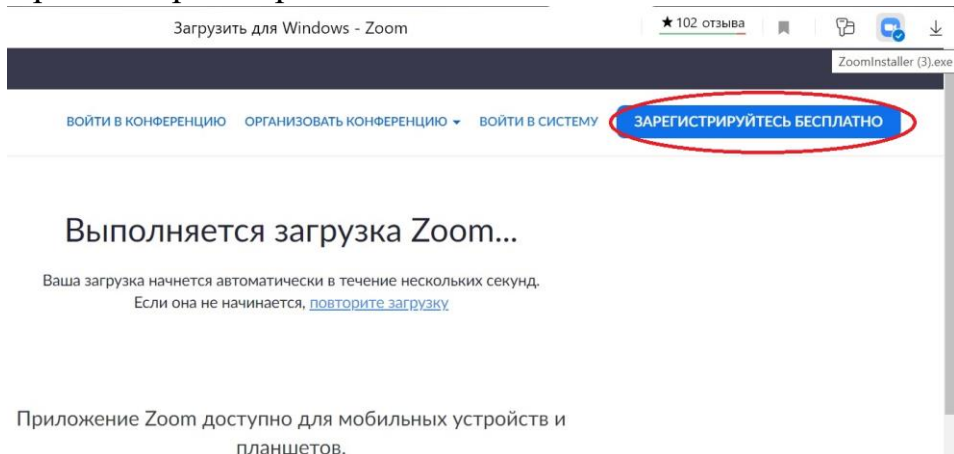 Загрузить для Windows - Zoom
★ 102 отзыва
ZoomInstaller (3).exe
ВОЙТИ В КОНФЕРЕНЦИЮ ОРГАНИЗОВАТЬ КОНФЕРЕНЦИЮ ВОЙТИ В СИСТЕМУ ЗАРЕГИСТРИРУЙТЕСЬ БЕСПЛАТНО
Выполняется загрузка Zoom...
Ваша загрузка начнется автоматически в течение нескольких секунд.
Если она не начинается, повторите загрузку
Приложение Zoom доступно для мобильных устройств и
планшетов.